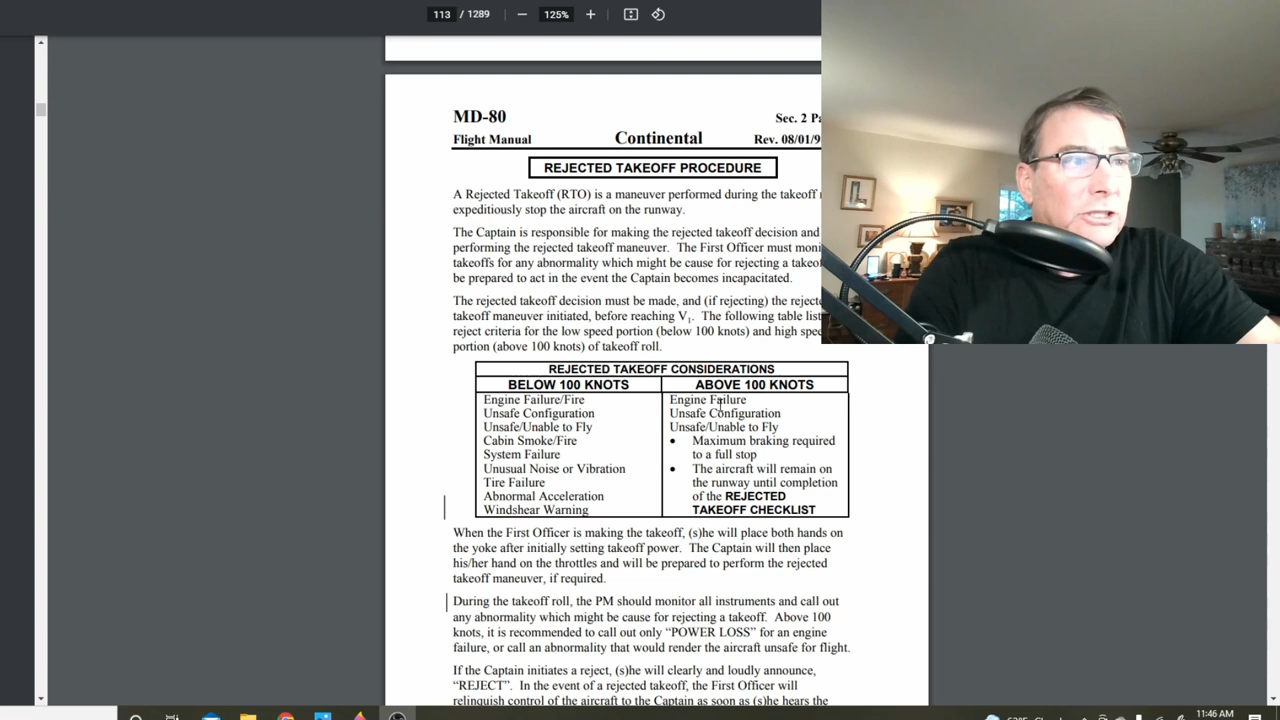 113 / 1289
125%
MD-80
Sec. 2
Flight Manual
Continental
Rev. 08/01/9
REJECTED TAKEOFF PROCEDURE
A Rejected Takeoff (RTO) is a maneuver performed during the takeoff
expeditiously stop the aircraft on the runway.
The Captain is responsible for making the rejected takeoff decision and
performing the rejected takeoff maneuver. The First Officer must
takeoffs for any abnormality which might be cause for rejecting a
be prepared to act in the event the Captain becomes incapacitated.
The rejected takeoff decision must be made, and (if rejecting) the
takeoff maneuver initiated, before reaching V1. The following table
reject criteria for the low speed portion (below 100 knots) and high
portion (above 100 knots) of takeoff roll.
REJECTED TAKEOFF CONSIDERATIONS
BELOW 100 KNOTS
Engine Failure/Fire
Unsafe Configuration
Unsafe/Unable to Fly
Cabin Smoke/Fire
System Failure
Unusual Noise or Vibration
Tire Failure
Abnormal Acceleration
Windshear Warning
ABOVE 100 KNOTS
Engine Failure
Unsafe Configuration
Unsafe/Unable to Fly
• Maximum braking required
to a full stop
• The aircraft will remain on
the runway until completion
of the REJECTED
TAKEOFF CHECKLIST
When the First Officer is making the takeoff, (s)he will place both hands on
the yoke after initially setting takeoff power. The Captain will then place
his/her hand on the throttles and will be prepared to perform the rejected
takeoff maneuver, if required.
During the takeoff roll, the PM should monitor all instruments and call out
any abnormality which might be cause for rejecting a takeoff. Above 100
knots, it is recommended to call out only “POWER LOSS” for an engine
failure, or call an abnormality that would render the aircraft unsafe for flight.
If the Captain initiates a reject, (s)he will clearly and loudly announce,
“REJECT”. In the event of a rejected takeoff, the First Officer will
relinquish control of the aircraft to the Captain as soon as (s)he hears the
11:46 AM